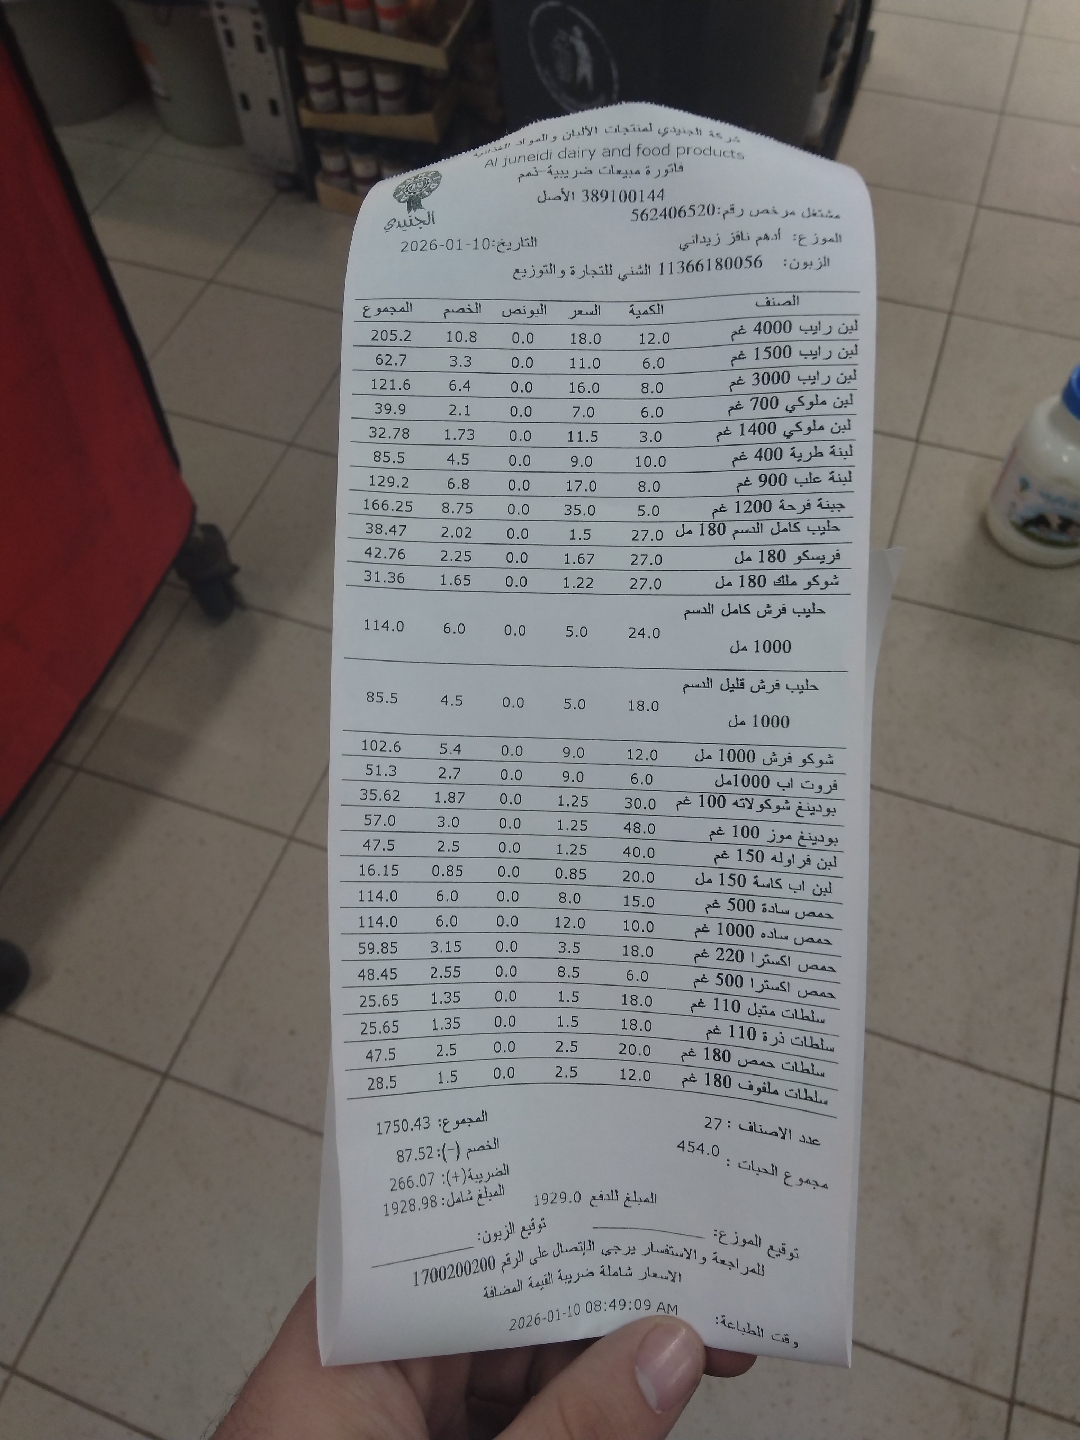 شركة الجنيدي لمنتجات الألبان والمواد الغذائية
Al juneidi dairy and food products
فاتورة مبيعات ضريبية-ذمم
389100144 الأصل
الجنيدي
مشتغل مرخص رقم:562406520
الموزع: أدهم نافز زيداني التاريخ:2026-01-10
الزبون: 11366180056 الشني للتجارة والتوزيع
الصنف الكمية السعر البونص الخصم المجموع
لبن رايب 4000 غم 12.0 18.0 0.0 10.8 205.2
لبن رايب 1500 غم 6.0 11.0 0.0 3.3 62.7
لبن رايب 3000 غم 8.0 16.0 0.0 6.4 121.6
لبن ملوكي 700 غم 6.0 7.0 0.0 2.1 39.9
لبن ملوكي 1400 غم 3.0 11.5 0.0 1.73 32.78
لبنة طرية 400 غم 10.0 9.0 0.0 4.5 85.5
لبنة علب 900 غم 8.0 17.0 0.0 6.8 129.2
جبنة فرحة 1200 غم 5.0 35.0 0.0 8.75 166.25
حليب كامل الدسم 180 مل 27.0 1.5 0.0 2.02 38.47
فريسكو 180 مل 27.0 1.67 0.0 2.25 42.76
شوكو ملك 180 مل 27.0 1.22 0.0 1.65 31.36
حليب فرش كامل الدسم
1000 مل 24.0 5.0 0.0 6.0 114.0
حليب فرش قليل الدسم
1000 مل 18.0 5.0 0.0 4.5 85.5
شوكو فرش 1000 مل 12.0 9.0 0.0 5.4 102.6
فروت اب 1000مل 6.0 9.0 0.0 2.7 51.3
بودينغ شوكولاته 100 غم 30.0 1.25 0.0 1.87 35.62
بودينغ موز 100 غم 48.0 1.25 0.0 3.0 57.0
لبن فراوله 150 غم 40.0 1.25 0.0 2.5 47.5
لبن اب كاسة 150 مل 20.0 0.85 0.0 0.85 16.15
حمص سادة 500 غم 15.0 8.0 0.0 6.0 114.0
حمص ساده 1000 غم 10.0 12.0 0.0 6.0 114.0
حمص اكسترا 220 غم 18.0 3.5 0.0 3.15 59.85
حمص اكسترا 500 غم 6.0 8.5 0.0 2.55 48.45
سلطات متبل 110 غم 18.0 1.5 0.0 1.35 25.65
سلطات ذرة 110 غم 18.0 1.5 0.0 1.35 25.65
سلطات حمص 180 غم 20.0 2.5 0.0 2.5 47.5
سلطات ملفوف 180 غم 12.0 2.5 0.0 1.5 28.5
عدد الاصناف : 27 المجموع: 1750.43
مجموع الحبات : 454.0 الخصم (-):87.52
الضريبة(+): 266.07
المبلغ للدفع 1929.0 المبلغ شامل: 1928.98
توقيع الموزع: توقيع الزبون:
للمراجعة والاستفسار يرجى الإتصال على الرقم 1700200200
الاسعار شاملة ضريبة القيمة المضافة
وقت الطباعة: 2026-01-10 08:49:09 AM